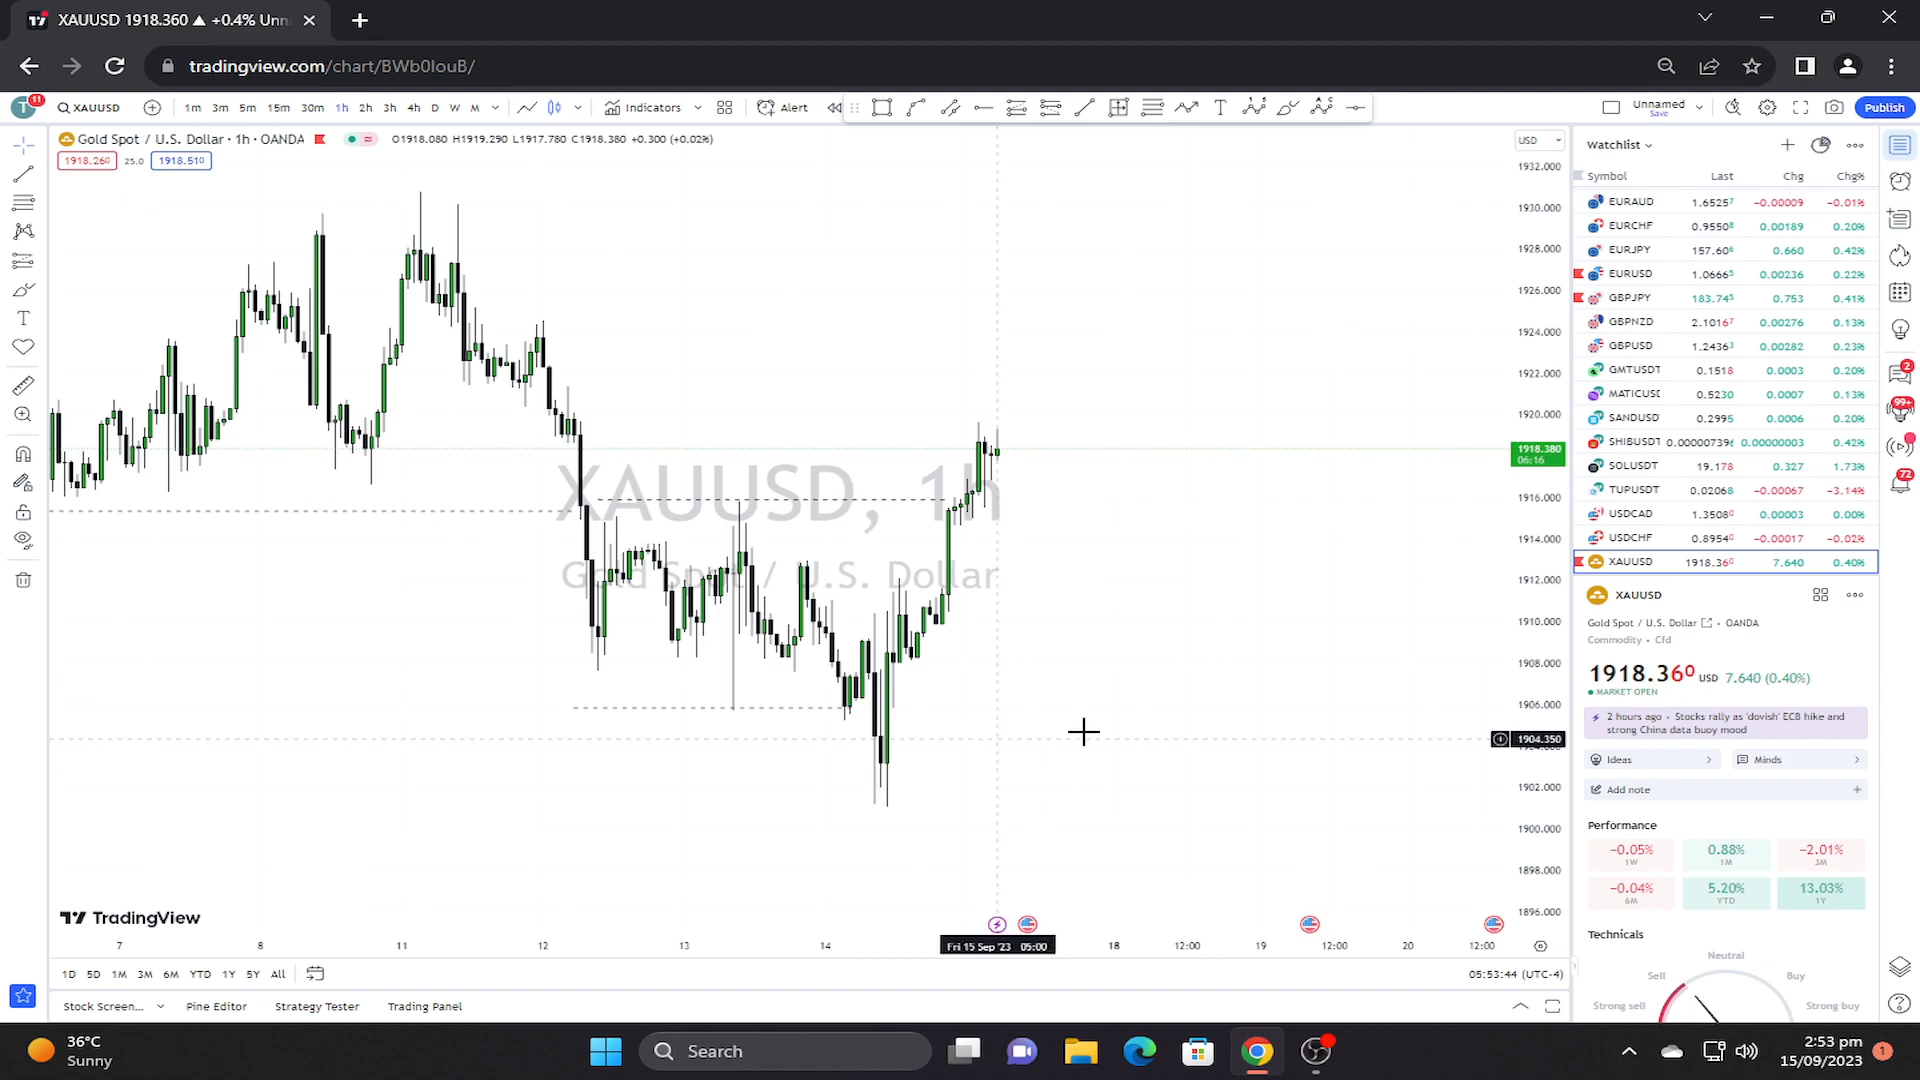 XAUUSD 1918.360 ▲ +0.4% Unn
tradingview.com/chart/BWb0IouB/
T 11 XAUUSD 1m 3m 5m 15m 30m 1h 2h 3h 4h D W M Indicators Alert Unnamed Save Publish
Gold Spot / U.S. Dollar · 1h · OANDA O1918.080 H1919.290 L1917.780 C1918.380 +0.300 (+0.02%)
1918.260 25.0 1918.510
USD
1932.000
1930.000
1928.000
1926.000
1924.000
1922.000
1920.000
1918.380
06:16
1916.000
1914.000
1912.000
1910.000
1908.000
1906.000
1904.350
1902.000
1900.000
1898.000
1896.000
XAUUSD, 1h
Gold Spot / U.S. Dollar
TradingView
7 8 11 12 13 14 Fri 15 Sep '23 05:00 18 12:00 19 12:00 20 12:00
1D 5D 1M 3M 6M YTD 1Y 5Y All 05:53:44 (UTC-4)
Stock Screen... Pine Editor Strategy Tester Trading Panel
Watchlist
Symbol Last Chg Chg%
EURAUD 1.65257 −0.00009 −0.01%
EURCHF 0.95508 0.00189 0.20%
EURJPY 157.606 0.660 0.42%
EURUSD 1.06665 0.00236 0.22%
GBPJPY 183.745 0.753 0.41%
GBPNZD 2.10167 0.00276 0.13%
GBPUSD 1.24363 0.00282 0.23%
GMTUSDT 0.1518 0.0003 0.20%
MATICUSD 0.5230 0.0007 0.13%
SANDUSD 0.2995 0.0006 0.20%
SHIBUSDT 0.00000739 0.00000003 0.42%
SOLUSDT 19.178 0.327 1.73%
TUPUSDT 0.02068 −0.00067 −3.14%
USDCAD 1.35080 0.00003 0.00%
USDCHF 0.89540 −0.00017 −0.02%
XAUUSD 1918.360 7.640 0.40%
XAUUSD
Gold Spot / U.S. Dollar • OANDA
Commodity • Cfd
1918.360 USD 7.640 (0.40%)
MARKET OPEN
2 hours ago • Stocks rally as 'dovish' ECB hike and
strong China data buoy mood
Ideas Minds
Add note
Performance
−0.05% 0.88% −2.01%
1W 1M 3M
−0.04% 5.20% 13.03%
6M YTD 1Y
Technicals
Neutral
Sell Buy
Strong sell Strong buy
2
99+
72
36°C
Sunny
Search
2:53 pm
15/09/2023
1